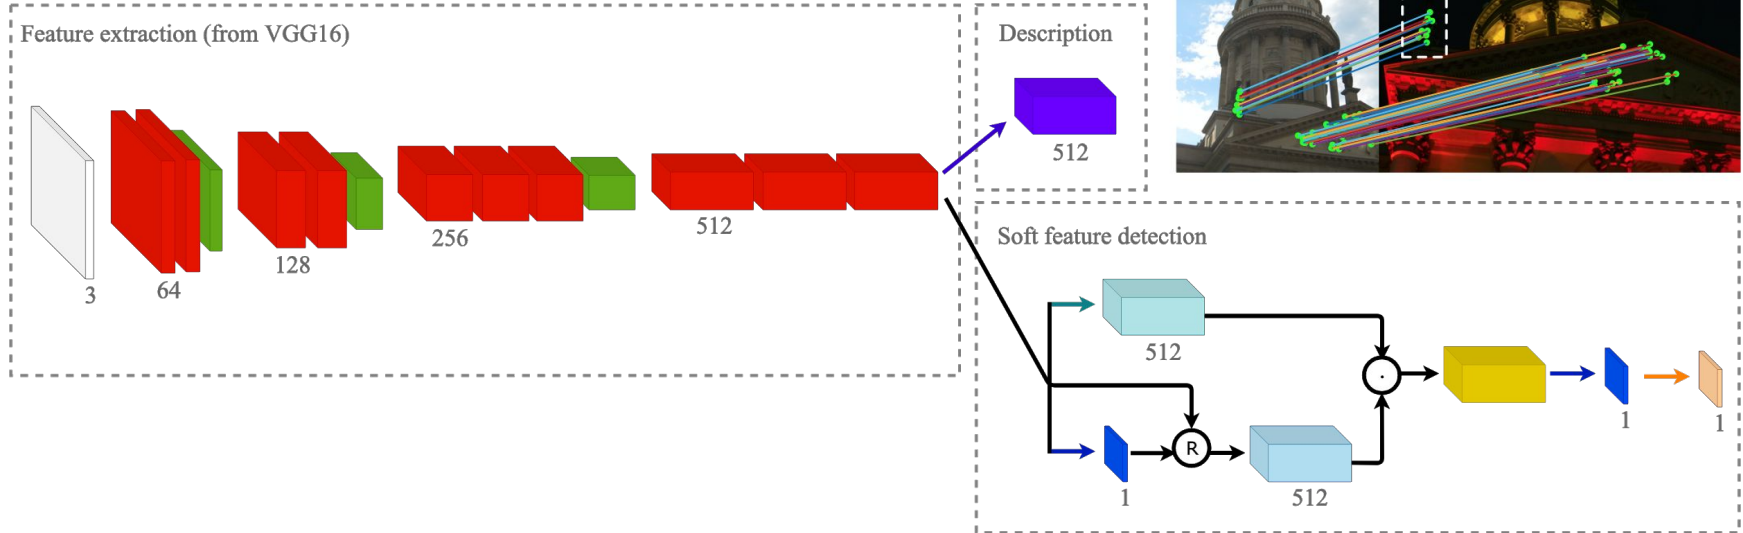 Feature extraction (from VGG16)
3
64
128
256
512
Description
512
Soft feature detection
512
1
R
512
1
1